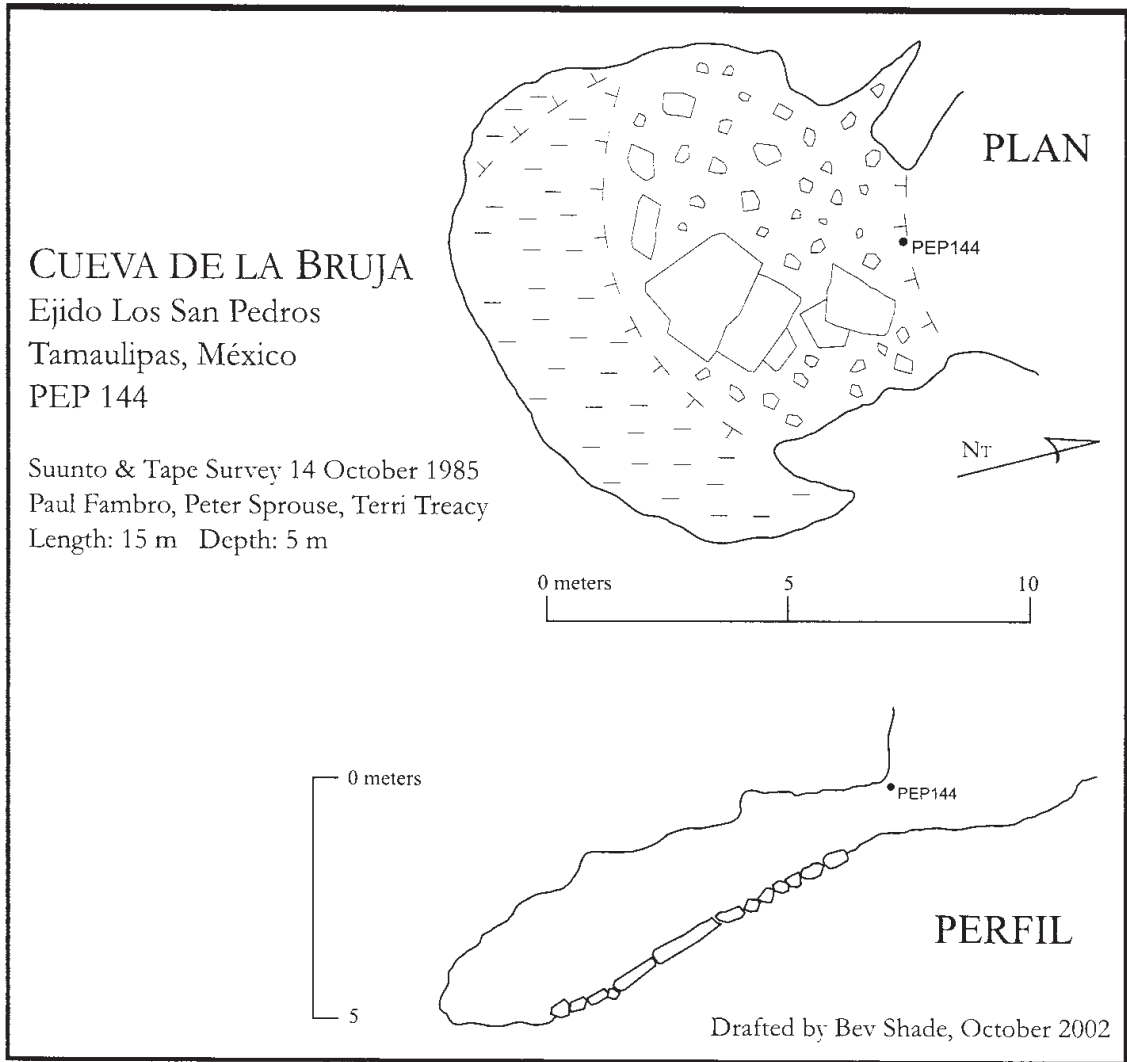 PLAN
PEP144
CUEVA DE LA BRUJA
Ejido Los San Pedros
Tamaulipas, México
PEP 144
Suunto & Tape Survey 14 October 1985
Paul Fambro, Peter Sprouse, Terri Treacy
Length: 15 m Depth: 5 m
NT
0 meters 5 10
0 meters
PEP144
5
PERFIL
Drafted by Bev Shade, October 2002